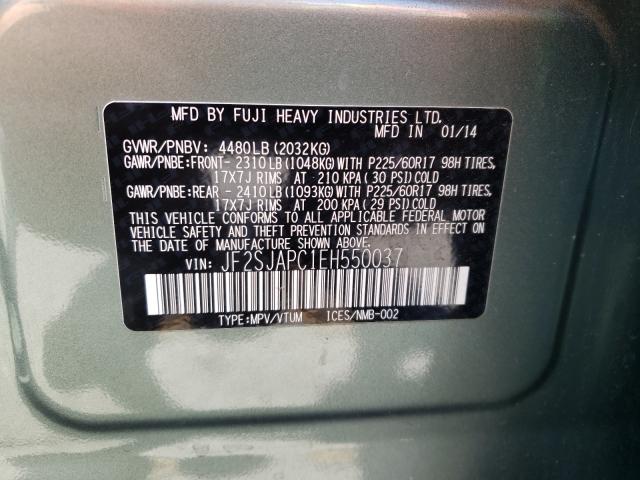 MFD BY FUJI HEAVY INDUSTRIES LTD.
IN 01/14
GVWR/PNBV: 4480LB (2032KG)
GAWR/PNBE:FRONT- 2310LB (1048KG)WITH P225/60R17 98H TIRES,
17X7J RIMS AT 210 KPA (30 PSI)COLD
GAWR/PNBE:REAR - 2410LB (1093KG)WITH P225/60R17 98H TIRES,
17X7J RIMS AT 200 KPA (29 PSI)COLD
THIS VEHICLE CONFORMS TO ALL APPLICABLE FEDERAL MOTOR
VEHICLE SAFETY AND THEFT PREVENTION STANDARDS IN EFFECT ON
THE DATE OF MANUFACTURE SHOWN ABOVE.
VIN: JF2SJAPC1EH550037
TYPE:MPV/VTUM ICES/NMB-002